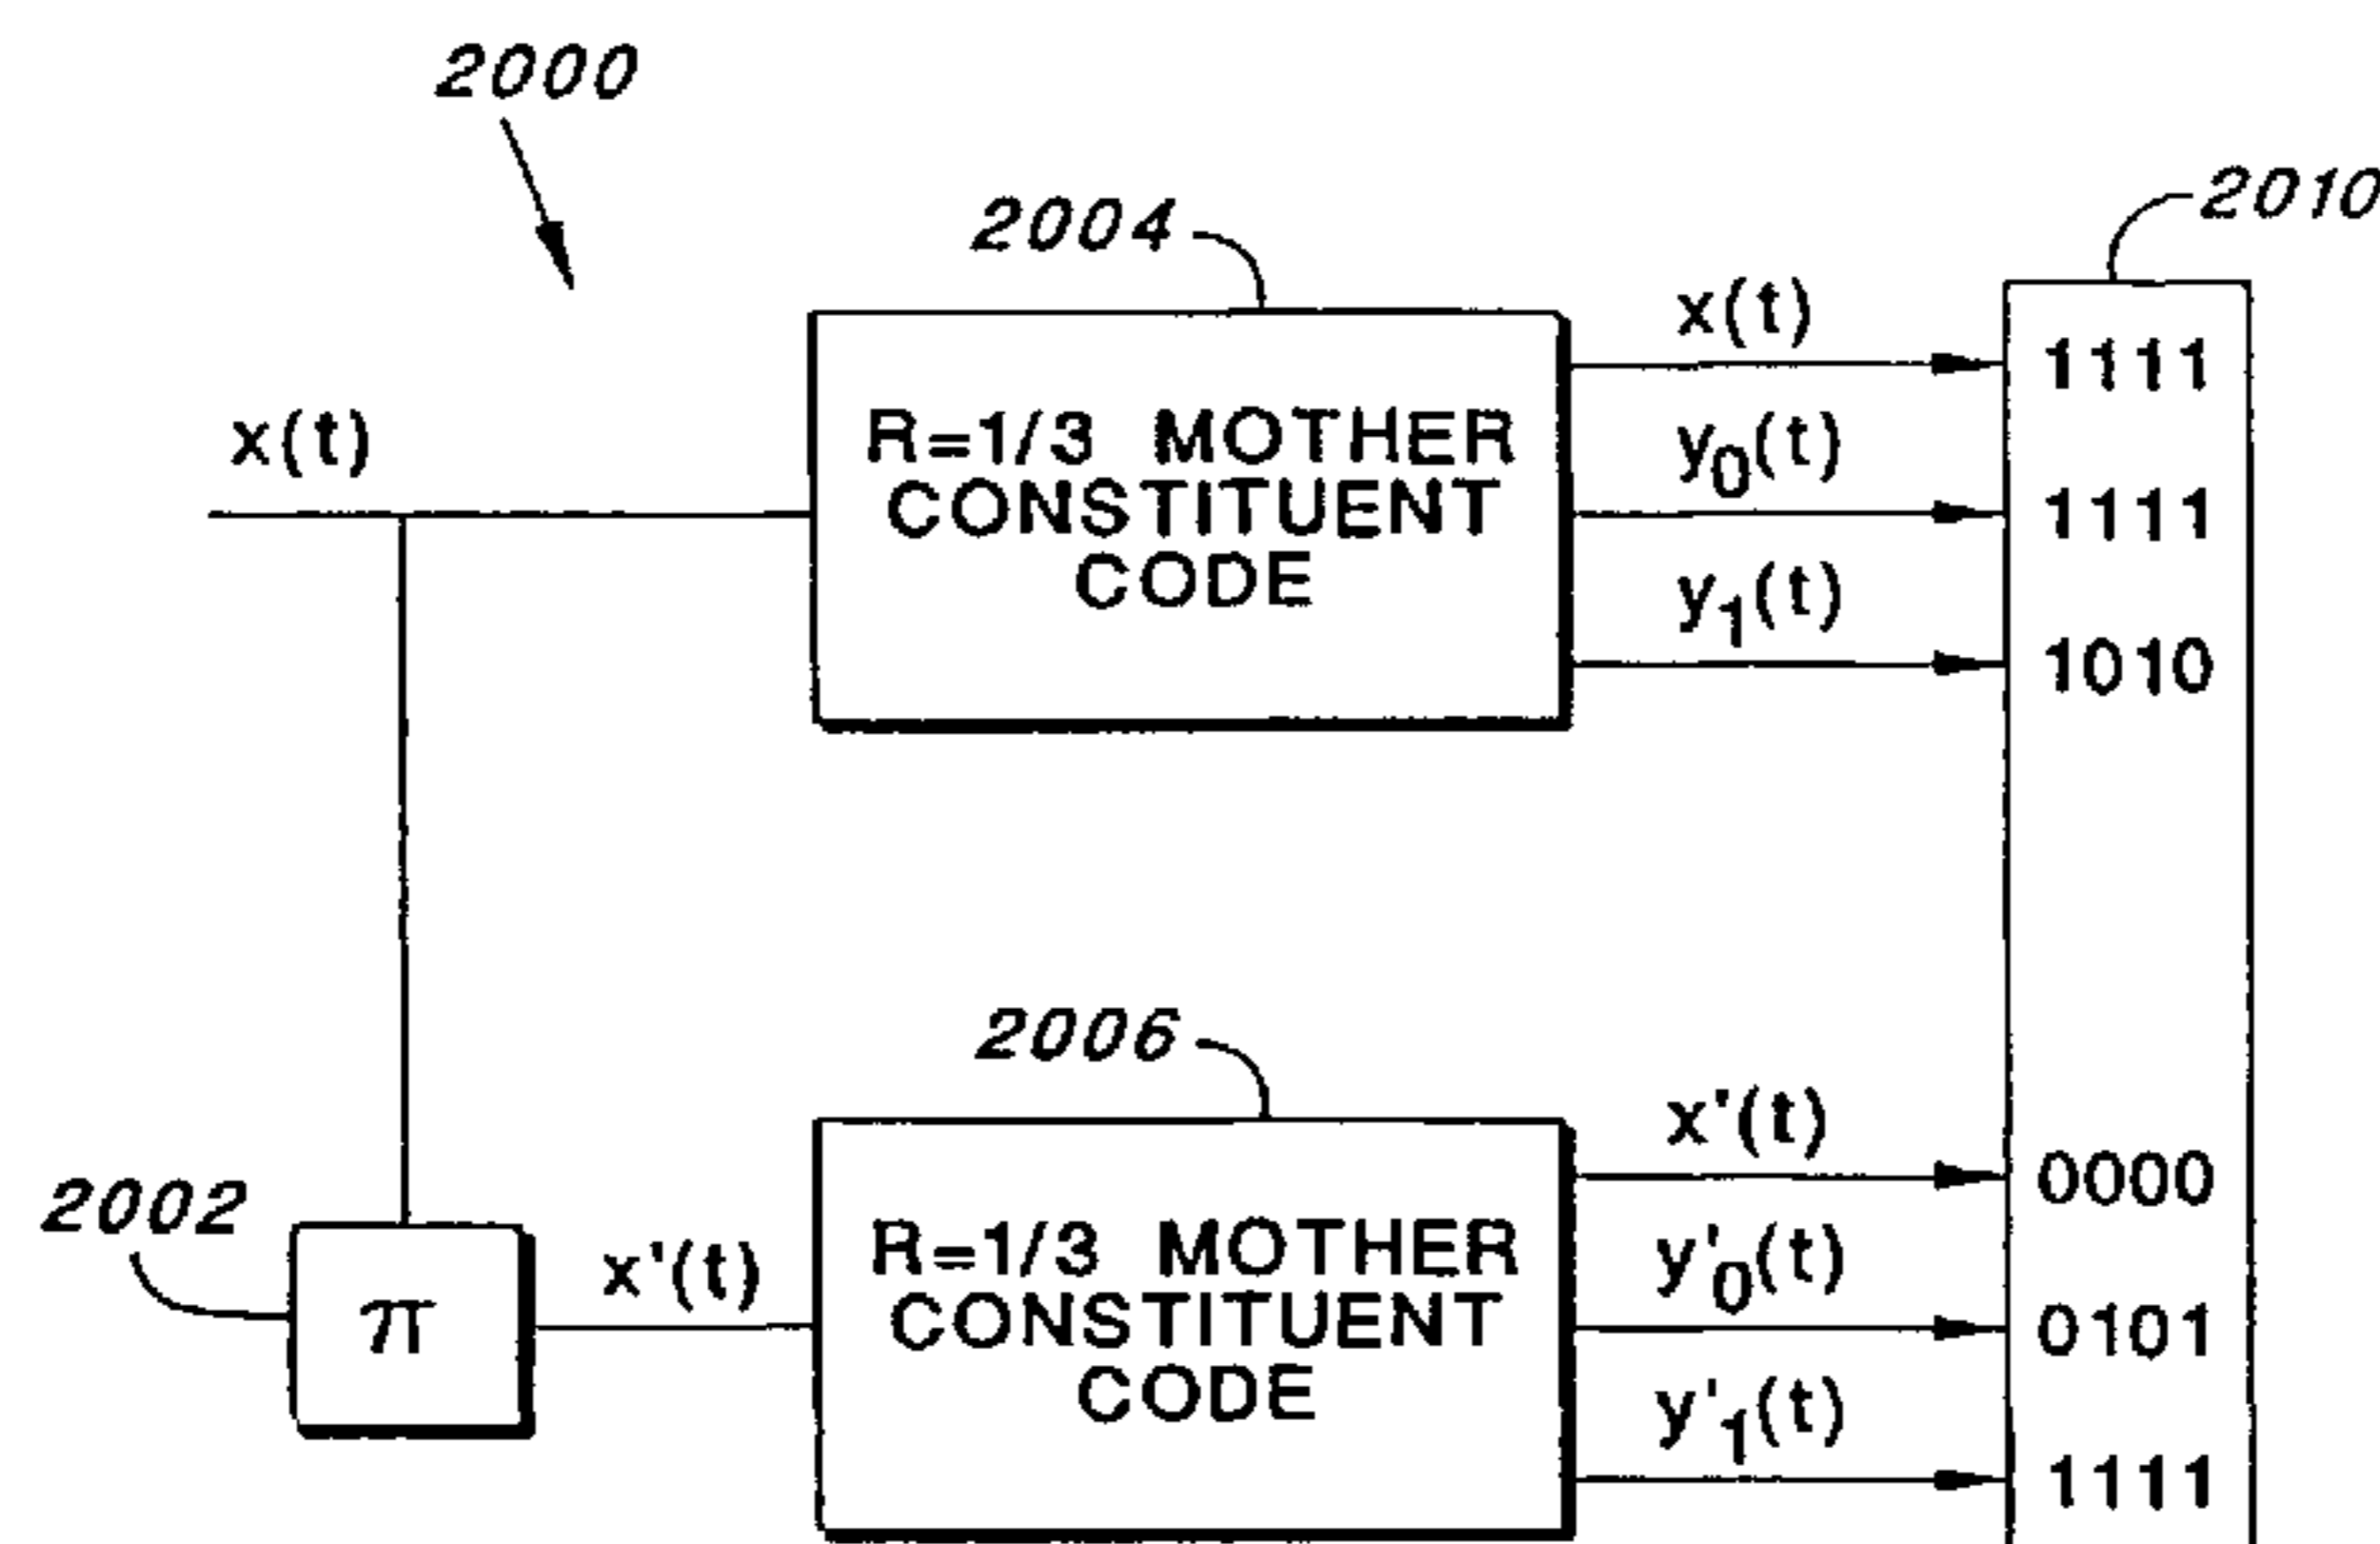 2000
2004
2010
x(t)
R=1/3 MOTHER
CONSTITUENT
CODE
x(t)
y0(t)
y1(t)
1111
1111
1010
2006
2002
π
x'(t)
R=1/3 MOTHER
CONSTITUENT
CODE
x'(t)
y'0(t)
y'1(t)
0000
0101
1111